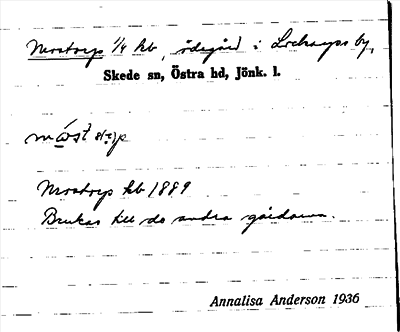 Mostorp 1/4 kb, ödegård i Lockarps by,
Skede sn, Östra hd, Jönk. l.
Mostorp kb 1889
Brukas till de andra gårdarna.
Annalisa Anderson 1936